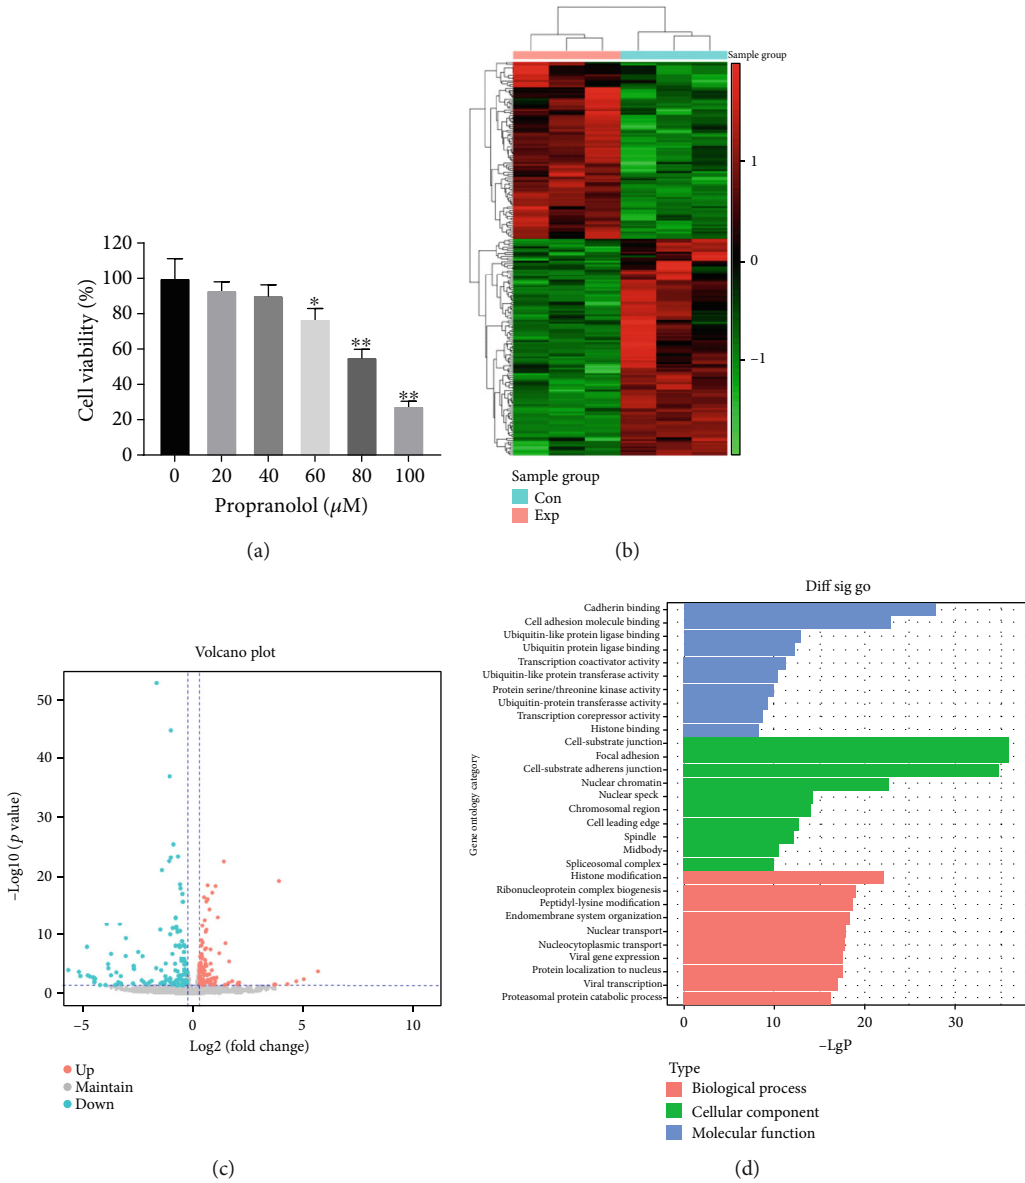 120
100
80
60
40
20
0
Cell viability (%)
*
**
**
0 20 40 60 80 100
Propranolol (μM)
(a)
Sample group
1
0
−1
Sample group
Con
Exp
(b)
Volcano plot
50
40
30
20
10
0
−Log10 (p value)
−5 0 5 10
Log2 (fold change)
Up
Maintain
Down
(c)
Diff sig go
Gene ontology category
Cadherin binding
Cell adhesion molecule binding
Ubiquitin-like protein ligase binding
Ubiquitin protein ligase binding
Transcription coactivator activity
Ubiquitin-like protein transferase activity
Protein serine/threonine kinase activity
Ubiquitin-protein transferasse activity
Transcription corepressor activity
Histone binding
Cell-substrate junction
Focal adhesion
Cell-substrate adherens junction
Nuclear chromatin
Nuclear speck
Chromosomal region
Cell leading edge
Spindle
Midbody
Spliceosomal complex
Histone modification
Ribonucleoprotein complex biogenesis
Peptidyl-lysine modification
Endomembrane system organization
Nuclear transport
Nucleocytoplasmic transport
Viral gene expression
Protein localization to nucleus
Viral transcription
Proteasomal protein catabolic process
0 10 20 30
−LgP
Type
Biological process
Cellular component
Molecular function
(d)